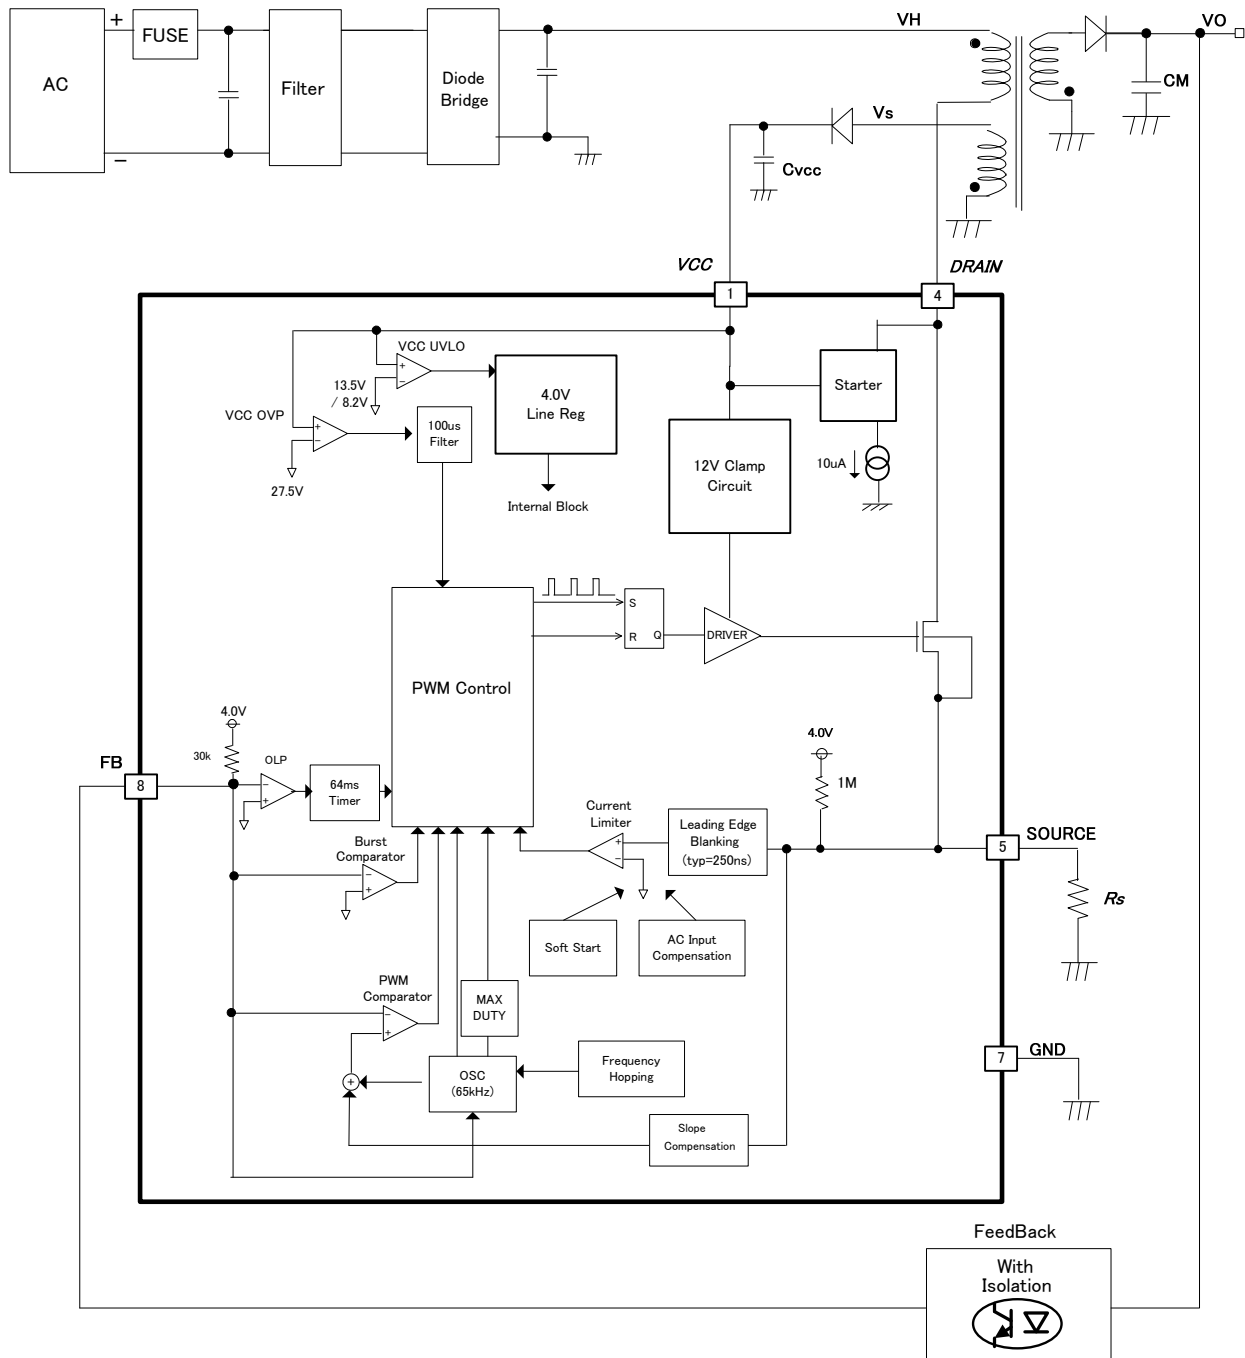 +
FUSE
AC
Filter
Diode
Bridge
−
VH
VO
CM
Vs
Cvcc
VCC
DRAIN
1
4
VCC UVLO
+
−
13.5V
/ 8.2V
4.0V
Line Reg
Starter
VCC OVP
+
−
100us
Filter
27.5V
Internal Block
12V Clamp
Circuit
10uA
PWM Control
S
R
Q
DRIVER
4.0V
30k
OLP
FB
8
−
+
64ms
Timer
4.0V
1M
Current
Limiter
+
−
Leading Edge
Blanking
(typ=250ns)
SOURCE
5
Rs
Burst
Comparator
−
+
Soft Start
AC Input
Compensation
PWM
Comparator
−
+
MAX
DUTY
+
OSC
(65kHz)
Frequency
Hopping
7
GND
Slope
Compensation
FeedBack
With
Isolation